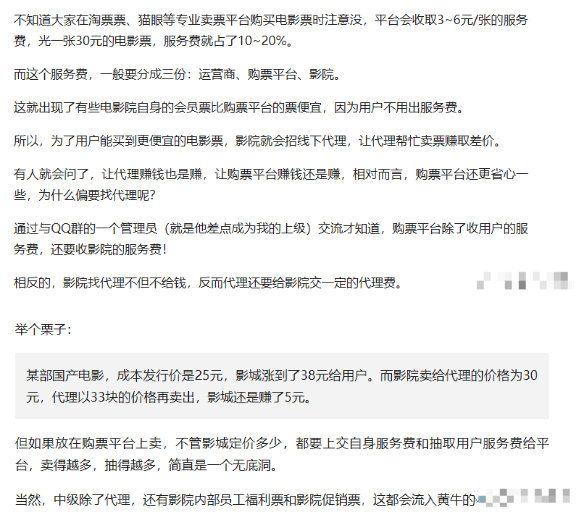 不知道大家在淘票票、猫眼等专业卖票平台购买电影票时注意没，平台会收取3~6元/张的服务
费，光一张30元的电影票，服务费就占了10~20%。
而这个服务费，一般要分成三份：运营商、购票平台、影院。
这就出现了有些电影院自身的会员票比购票平台的票便宜，因为用户不用出服务费。
所以，为了用户能买到更便宜的电影票，影院就会招线下代理，让代理帮忙卖票赚取差价。
有人就会问了，让代理赚钱也是赚，让购票平台赚钱还是赚，相对而言，购票平台还更省心一
些，为什么偏要找代理呢？
通过与QQ群的一个管理员（就是他差点成为我的上级）交流才知道，购票平台除了收用户的服
务费，还要收影院的服务费！
相反的，影院找代理不但不给钱，反而代理还要给影院交一定的代理费。
举个栗子：
某部国产电影，成本发行价是25元，影城涨到了38元给用户。而影院卖给代理的价格为30
元，代理以33块的价格再卖出，影城还是赚了5元。
但如果放在购票平台上卖，不管影城定价多少，都要上交自身服务费和抽取用户服务费给平
台，卖得越多，抽得越多，简直是一个无底洞。
当然，中级除了代理，还有影院内部员工福利票和影院促销票，这都会流入黄牛的